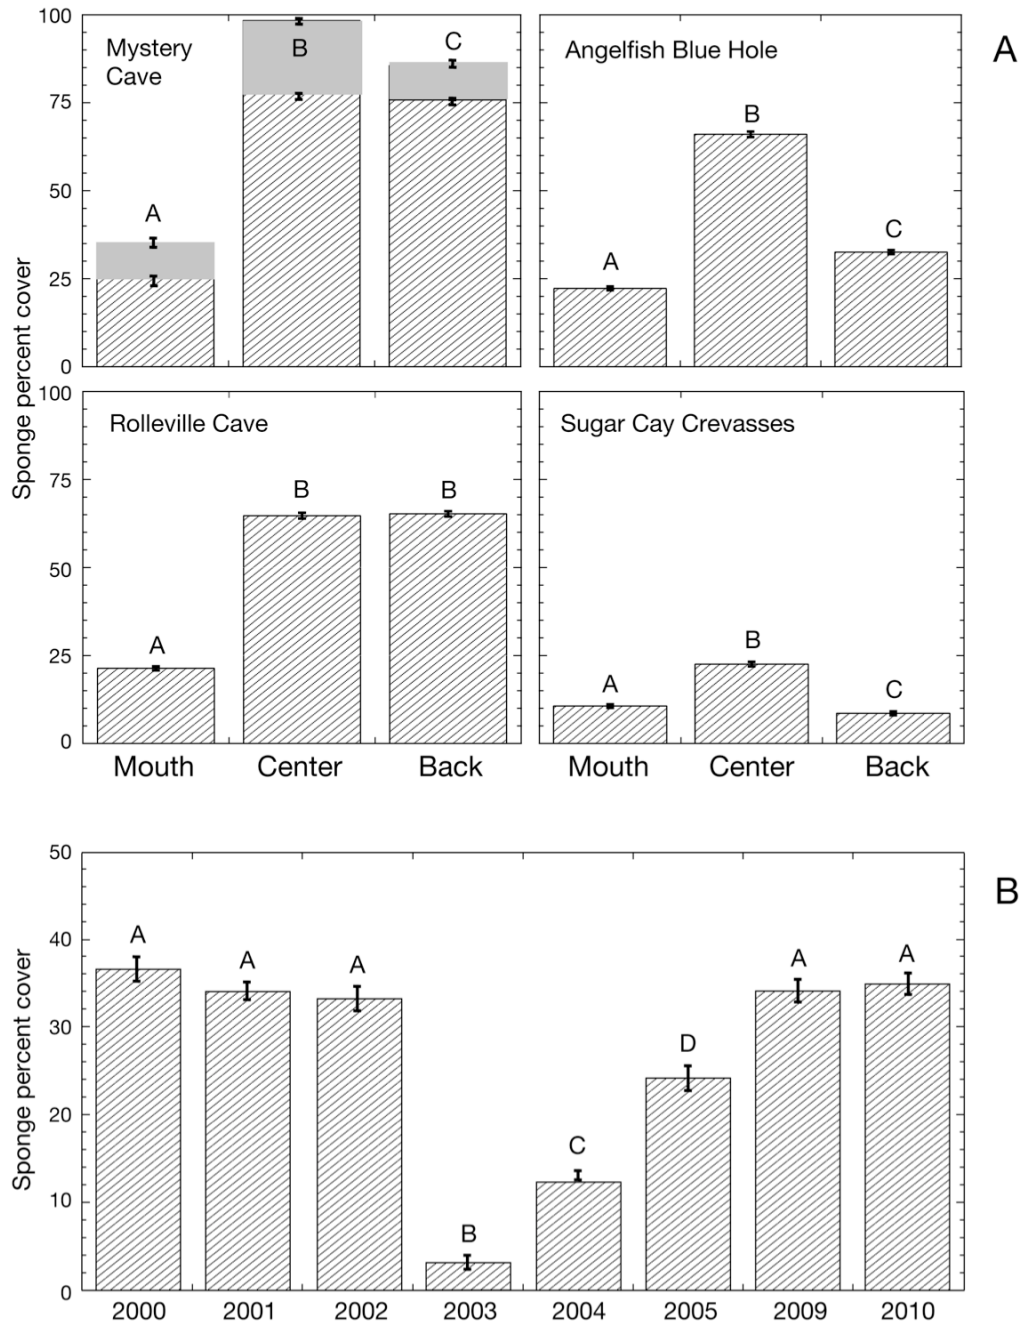 100
75
50
25
0
Mystery
Cave
A
B
C
Angelfish Blue Hole
A
B
C
A
Sponge percent cover
100
75
50
25
0
Rolleville Cave
A
B
B
Sugar Cay Crevasses
A
B
C
Mouth Center Back
Mouth Center Back
50
40
30
20
10
0
Sponge percent cover
A
A
A
B
C
D
A
A
B
2000 2001 2002 2003 2004 2005 2009 2010